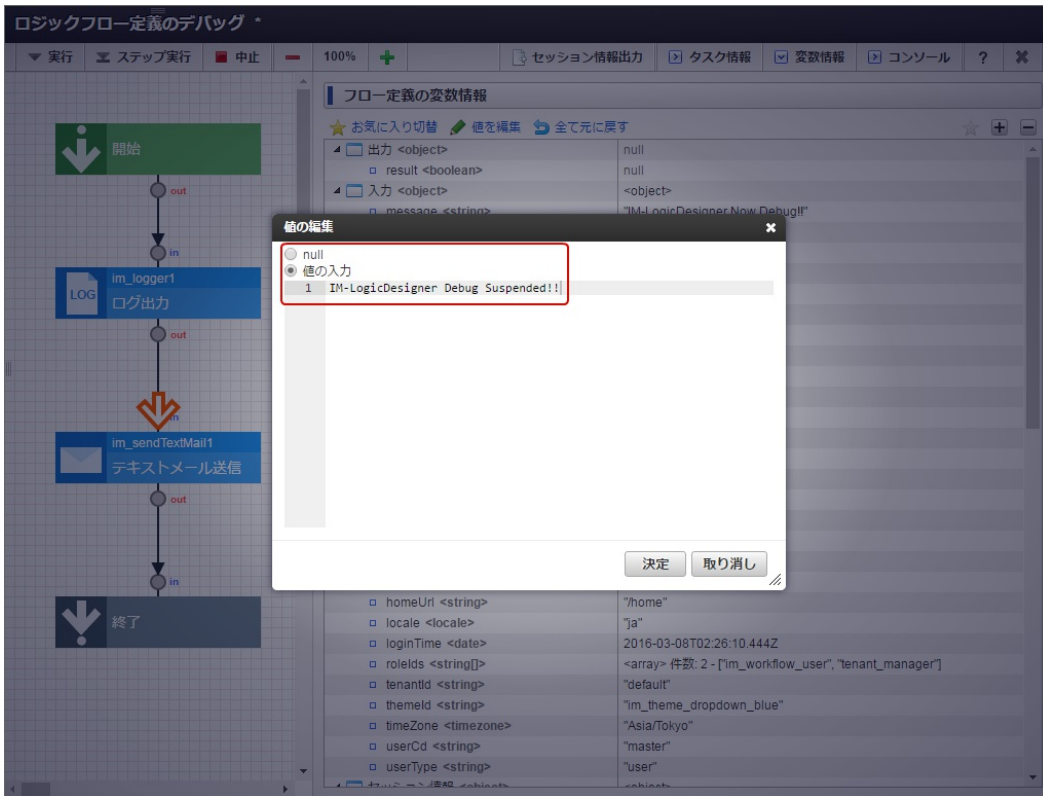 ロジックフロー定義のデバッグ *
実行 ステップ実行 中止 100% セッション情報出力 タスク情報 変数情報 コンソール ?
フロー定義の変数情報
お気に入り切替 値を編集 全て元に戻す
開始
out
in
im_logger1
LOG
ログ出力
out
in
im_sendTextMail1
テキストメール送信
out
in
終了
出力 <object> null
result <boolean> null
入力 <object> <object>
message <string> "IM-LogicDesigner Now Debug!!"
値の編集
null
値の入力
1 IM-LogicDesigner Debug Suspended!!
決定 取り消し
homeUrl <string> "/home"
locale <locale> "ja"
loginTime <date> 2016-03-08T02:26:10.444Z
roleIds <string[]> <array> 件数: 2 - ["im_workflow_user", "tenant_manager"]
tenantId <string> "default"
themeId <string> "im_theme_dropdown_blue"
timeZone <timezone> "Asia/Tokyo"
userCd <string> "master"
userType <string> "user"
セッション情報 <object> <object>